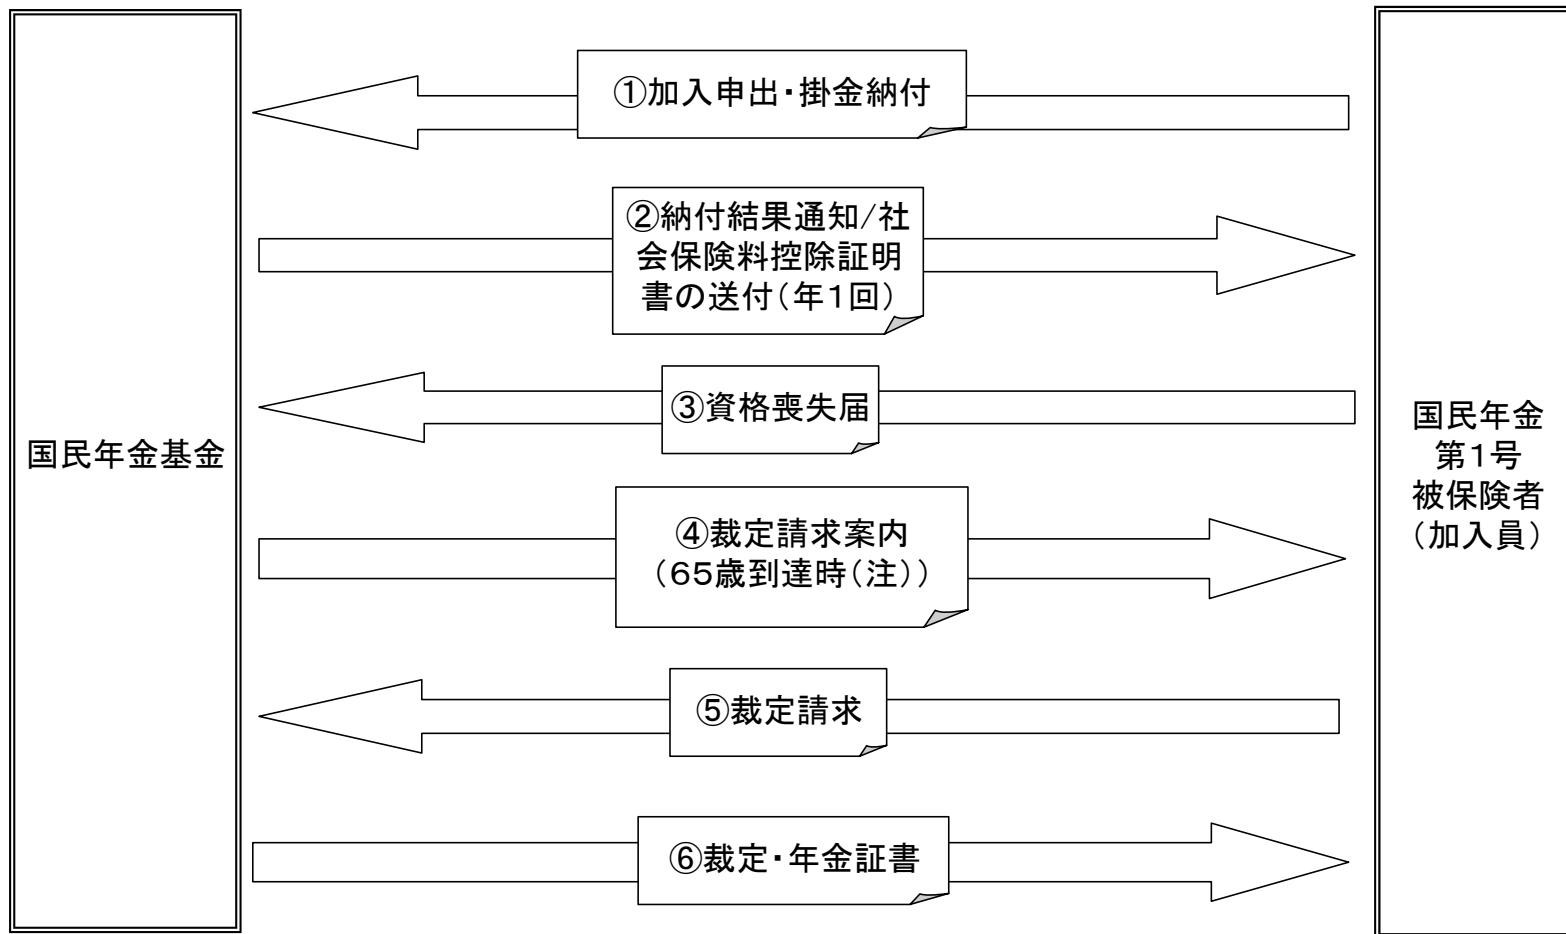 国民年金基金
①加入申出・掛金納付
②納付結果通知/社
会保険料控除証明
書の送付（年１回）
③資格喪失届
④裁定請求案内
（６５歳到達時（注））
⑤裁定請求
⑥裁定・年金証書
国民年金
第１号
被保険者
（加入員）